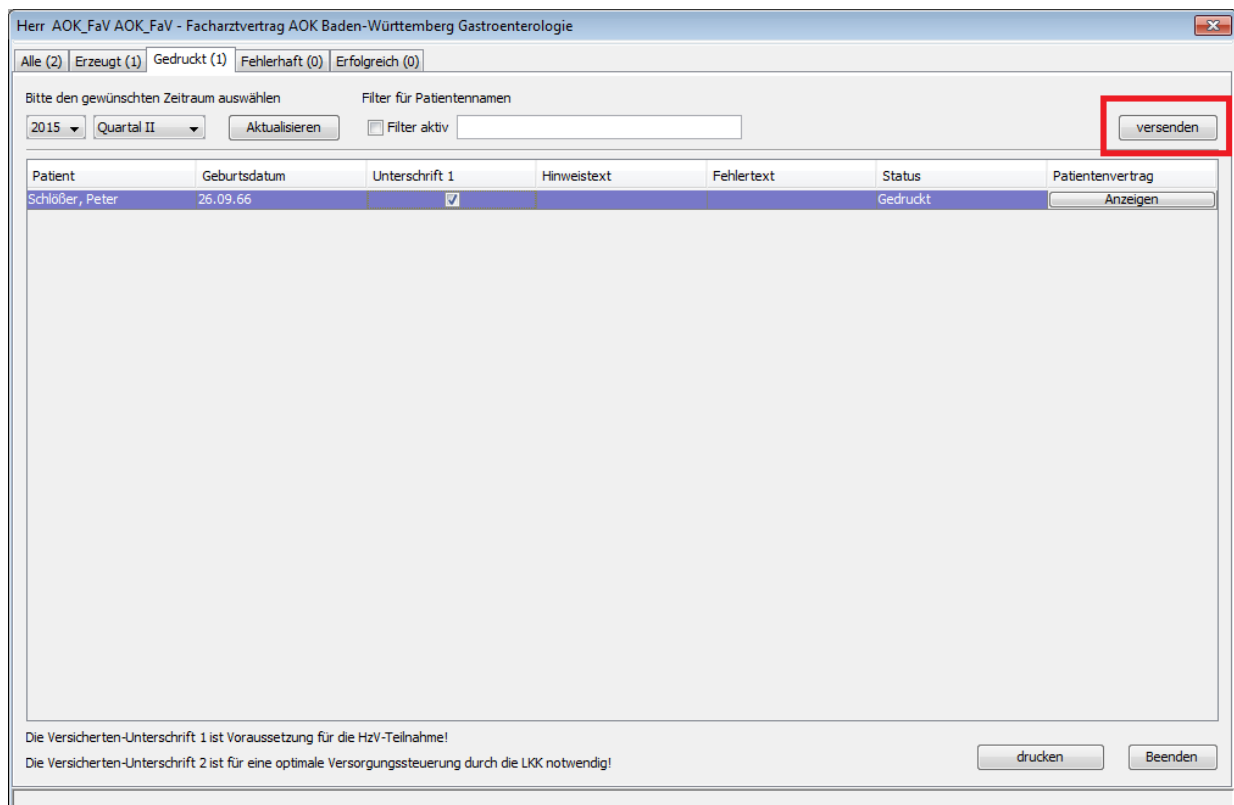 Herr AOK_FaV AOK_FaV - Facharztvertrag AOK Baden-Württemberg Gastroenterologie
Alle (2) Erzeugt (1) Gedruckt (1) Fehlerhaft (0) Erfolgreich (0)
Bitte den gewünschten Zeitraum auswählen Filter für Patientennamen
2015 Quartal II Aktualisieren Filter aktiv versenden
Patient Geburtsdatum Unterschrift 1 Hinweistext Fehlertext Status Patientenvertrag
Schlößer, Peter 26.09.66 Gedruckt Anzeigen
Die Versicherten-Unterschrift 1 ist Voraussetzung für die HzV-Teilnahme!
Die Versicherten-Unterschrift 2 ist für eine optimale Versorgungssteuerung durch die LKK notwendig!
drucken Beenden